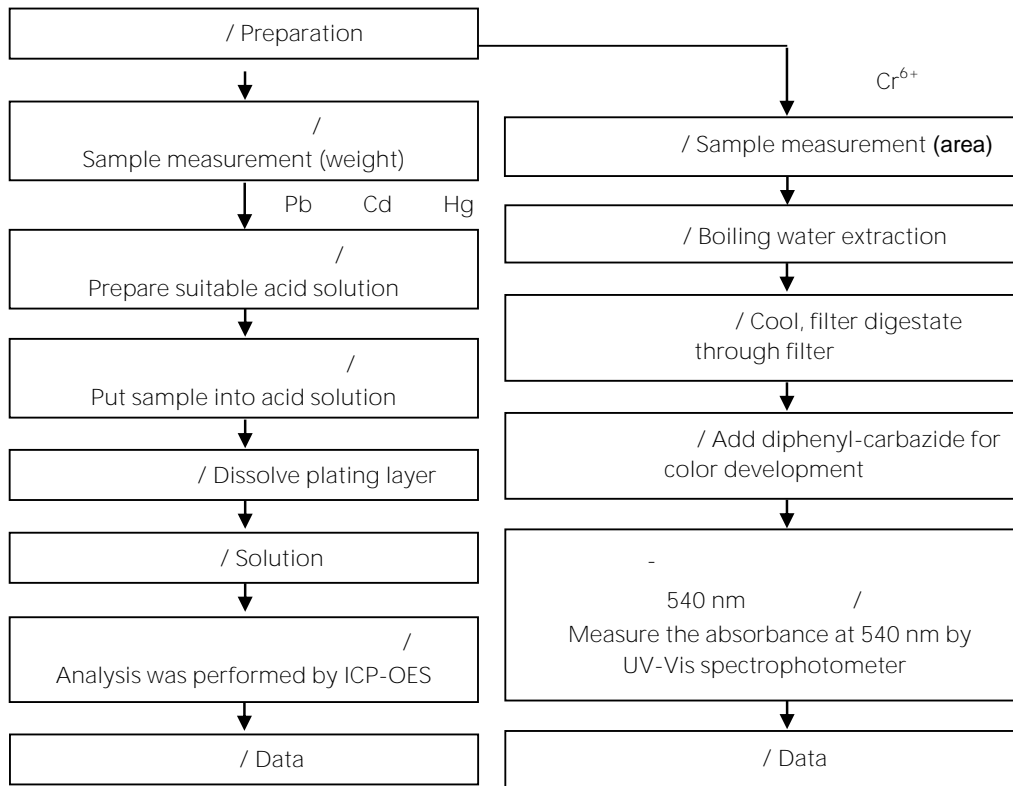 / Preparation
/
Sample measurement (weight)
Pb Cd Hg
/
Prepare suitable acid solution
/
Put sample into acid solution
/ Dissolve plating layer
/ Solution
/
Analysis was performed by ICP-OES
/ Data
Cr⁶⁺
/ Sample measurement (area)
/ Boiling water extraction
/ Cool, filter digestate
through filter
/ Add diphenyl-carbazide for
color development
-
540 nm /
Measure the absorbance at 540 nm by
UV-Vis spectrophotometer
/ Data